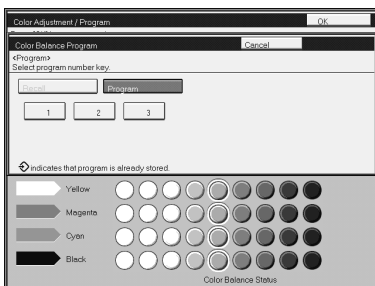 Color Adjustment / Program
OK
Color Balance Program
Cancel
<Program>
Select program number key.
Recall
Program
1
2
3
indicates that program is already stored.
Yellow
Magenta
Cyan
Black
Color Balance Status